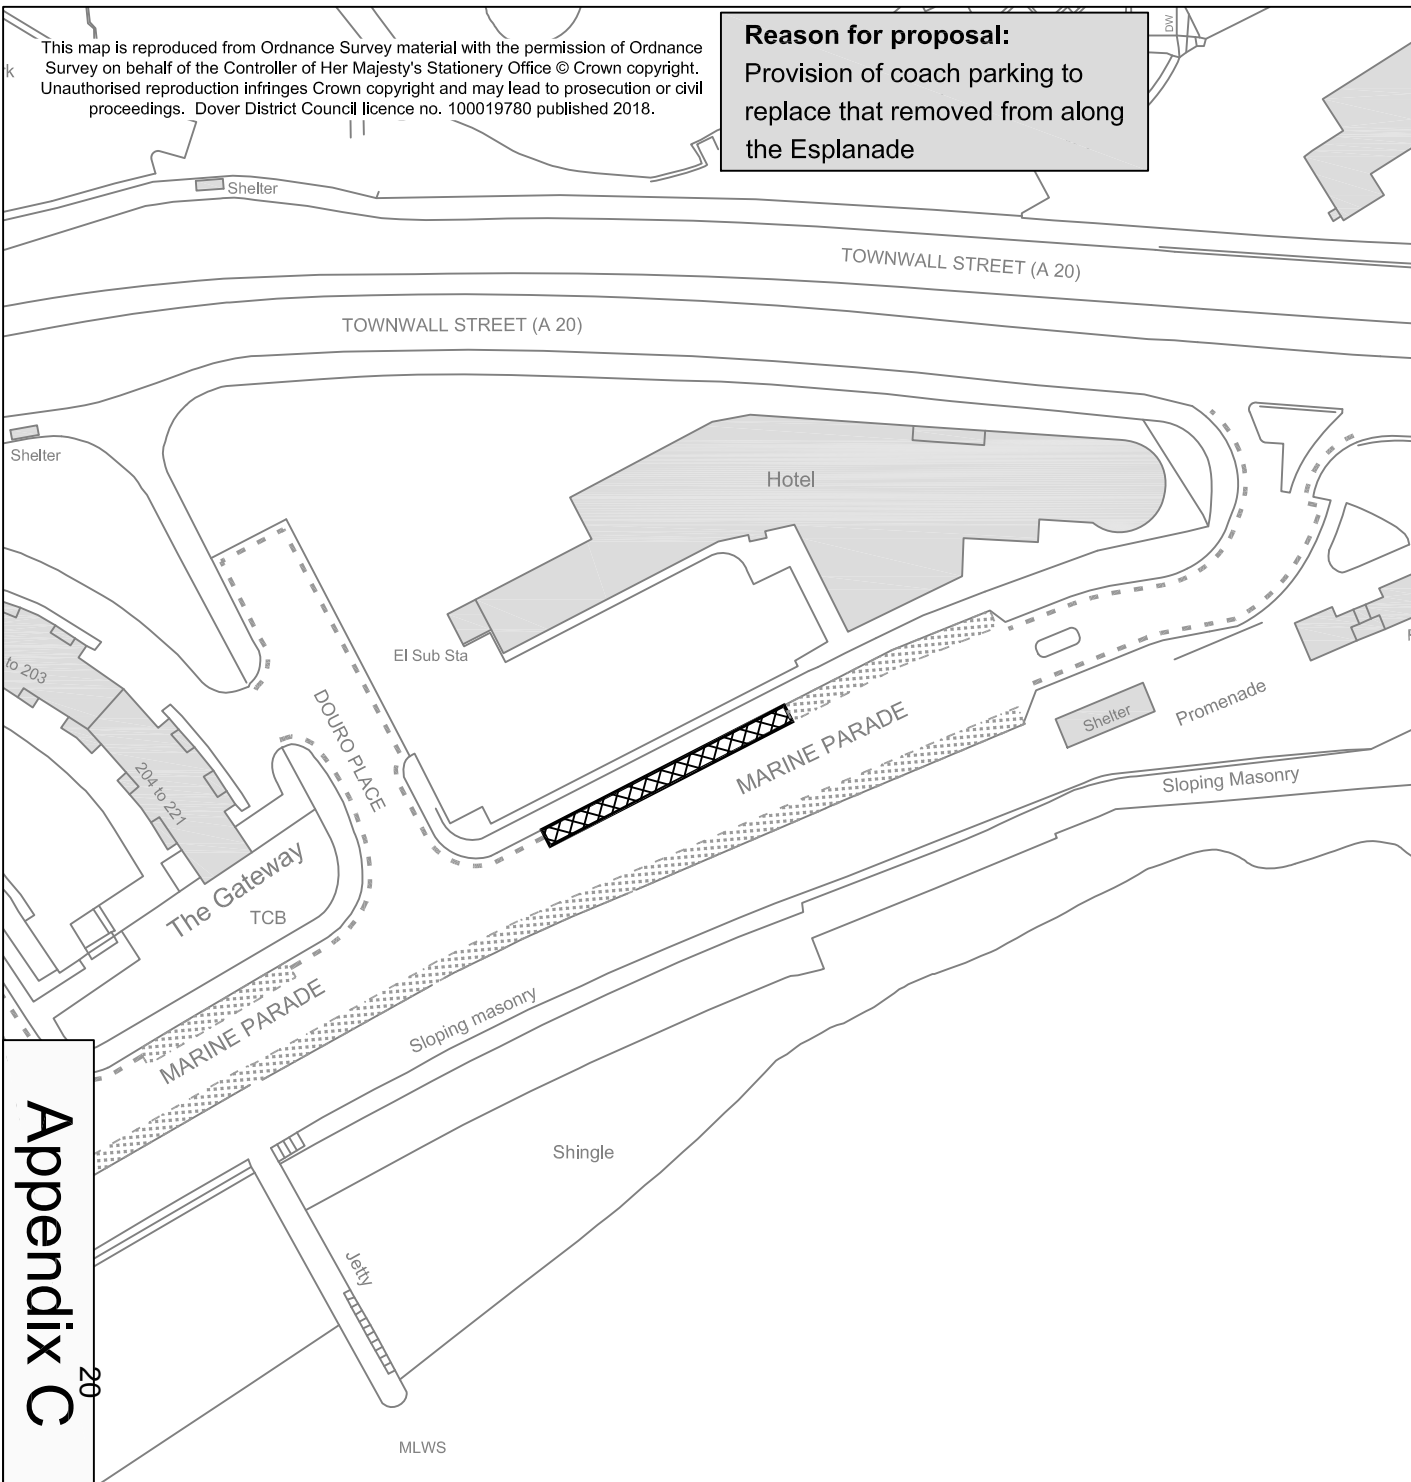 This map is reproduced from Ordnance Survey material with the permission of Ordnance
Survey on behalf of the Controller of Her Majesty's Stationery Office © Crown copyright.
Unauthorised reproduction infringes Crown copyright and may lead to prosecution or civil
proceedings. Dover District Council licence no. 100019780 published 2018.
Reason for proposal:
Provision of coach parking to
replace that removed from along
the Esplanade
DW
k
Shelter
TOWNWALL STREET (A 20)
TOWNWALL STREET (A 20)
Shelter
Hotel
El Sub Sta
to 203
DOURO PLACE
204 to 221
MARINE PARADE
Shelter
Promenade
Sloping Masonry
The Gateway
TCB
MARINE PARADE
Sloping masonry
Shingle
Jetty
MLWS
Appendix C
20